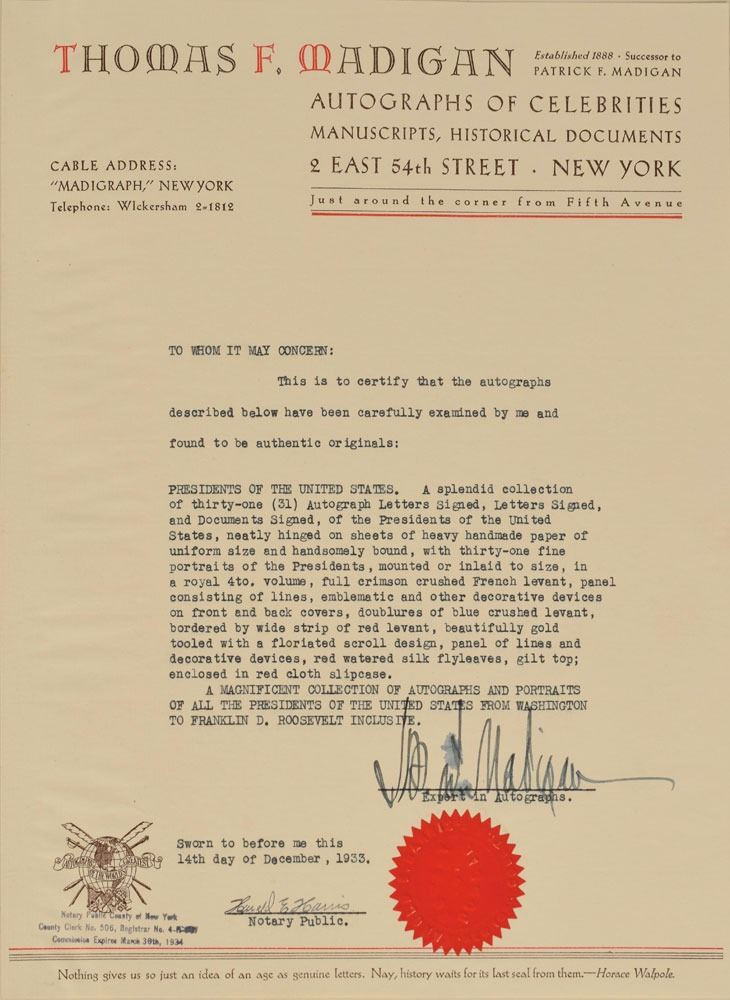 THOMAS F. MADIGAN
Established 1888 · Successor to
PATRICK F. MADIGAN
AUTOGRAPHS OF CELEBRITIES
MANUSCRIPTS, HISTORICAL DOCUMENTS
2 EAST 54th STREET · NEW YORK
Just around the corner from Fifth Avenue
CABLE ADDRESS:
"MADIGRAPH," NEW YORK
Telephone: WIckersham 2-1812
TO WHOM IT MAY CONCERN:
This is to certify that the autographs
described below have been carefully examined by me and
found to be authentic originals:
PRESIDENTS OF THE UNITED STATES. A splendid collection
of thirty-one (31) Autograph Letters Signed, Letters Signed,
and Documents Signed, of the Presidents of the United
States, neatly hinged on sheets of heavy handmade paper of
uniform size and handsomely bound, with thirty-one fine
portraits of the Presidents, mounted or inlaid to size, in
a royal 4to. volume, full crimson crushed French levant, panel
consisting of lines, emblematic and other decorative devices
on front and back covers, doublures of blue crushed levant,
bordered by wide strip of red levant, beautifully gold
tooled with a floriated scroll design, panel of lines and
decorative devices, red watered silk flyleaves, gilt top;
enclosed in red cloth slipcase.
A MAGNIFICENT COLLECTION OF AUTOGRAPHS AND PORTRAITS
OF ALL THE PRESIDENTS OF THE UNITED STATES FROM WASHINGTON
TO FRANKLIN D. ROOSEVELT INCLUSIVE.
Madigan
Expert in Autographs.
Sworn to before me this
14th day of December, 1933.
Harold E Harris
Notary Public.
OF THE WORLD'S
Notary Public County of New York
County Clerk No. 506, Registrar No.
Commission Expires March 30th, 1934
Nothing gives us so just an idea of an age as genuine letters. Nay, history waits for its last seal from them.—Horace Walpole.